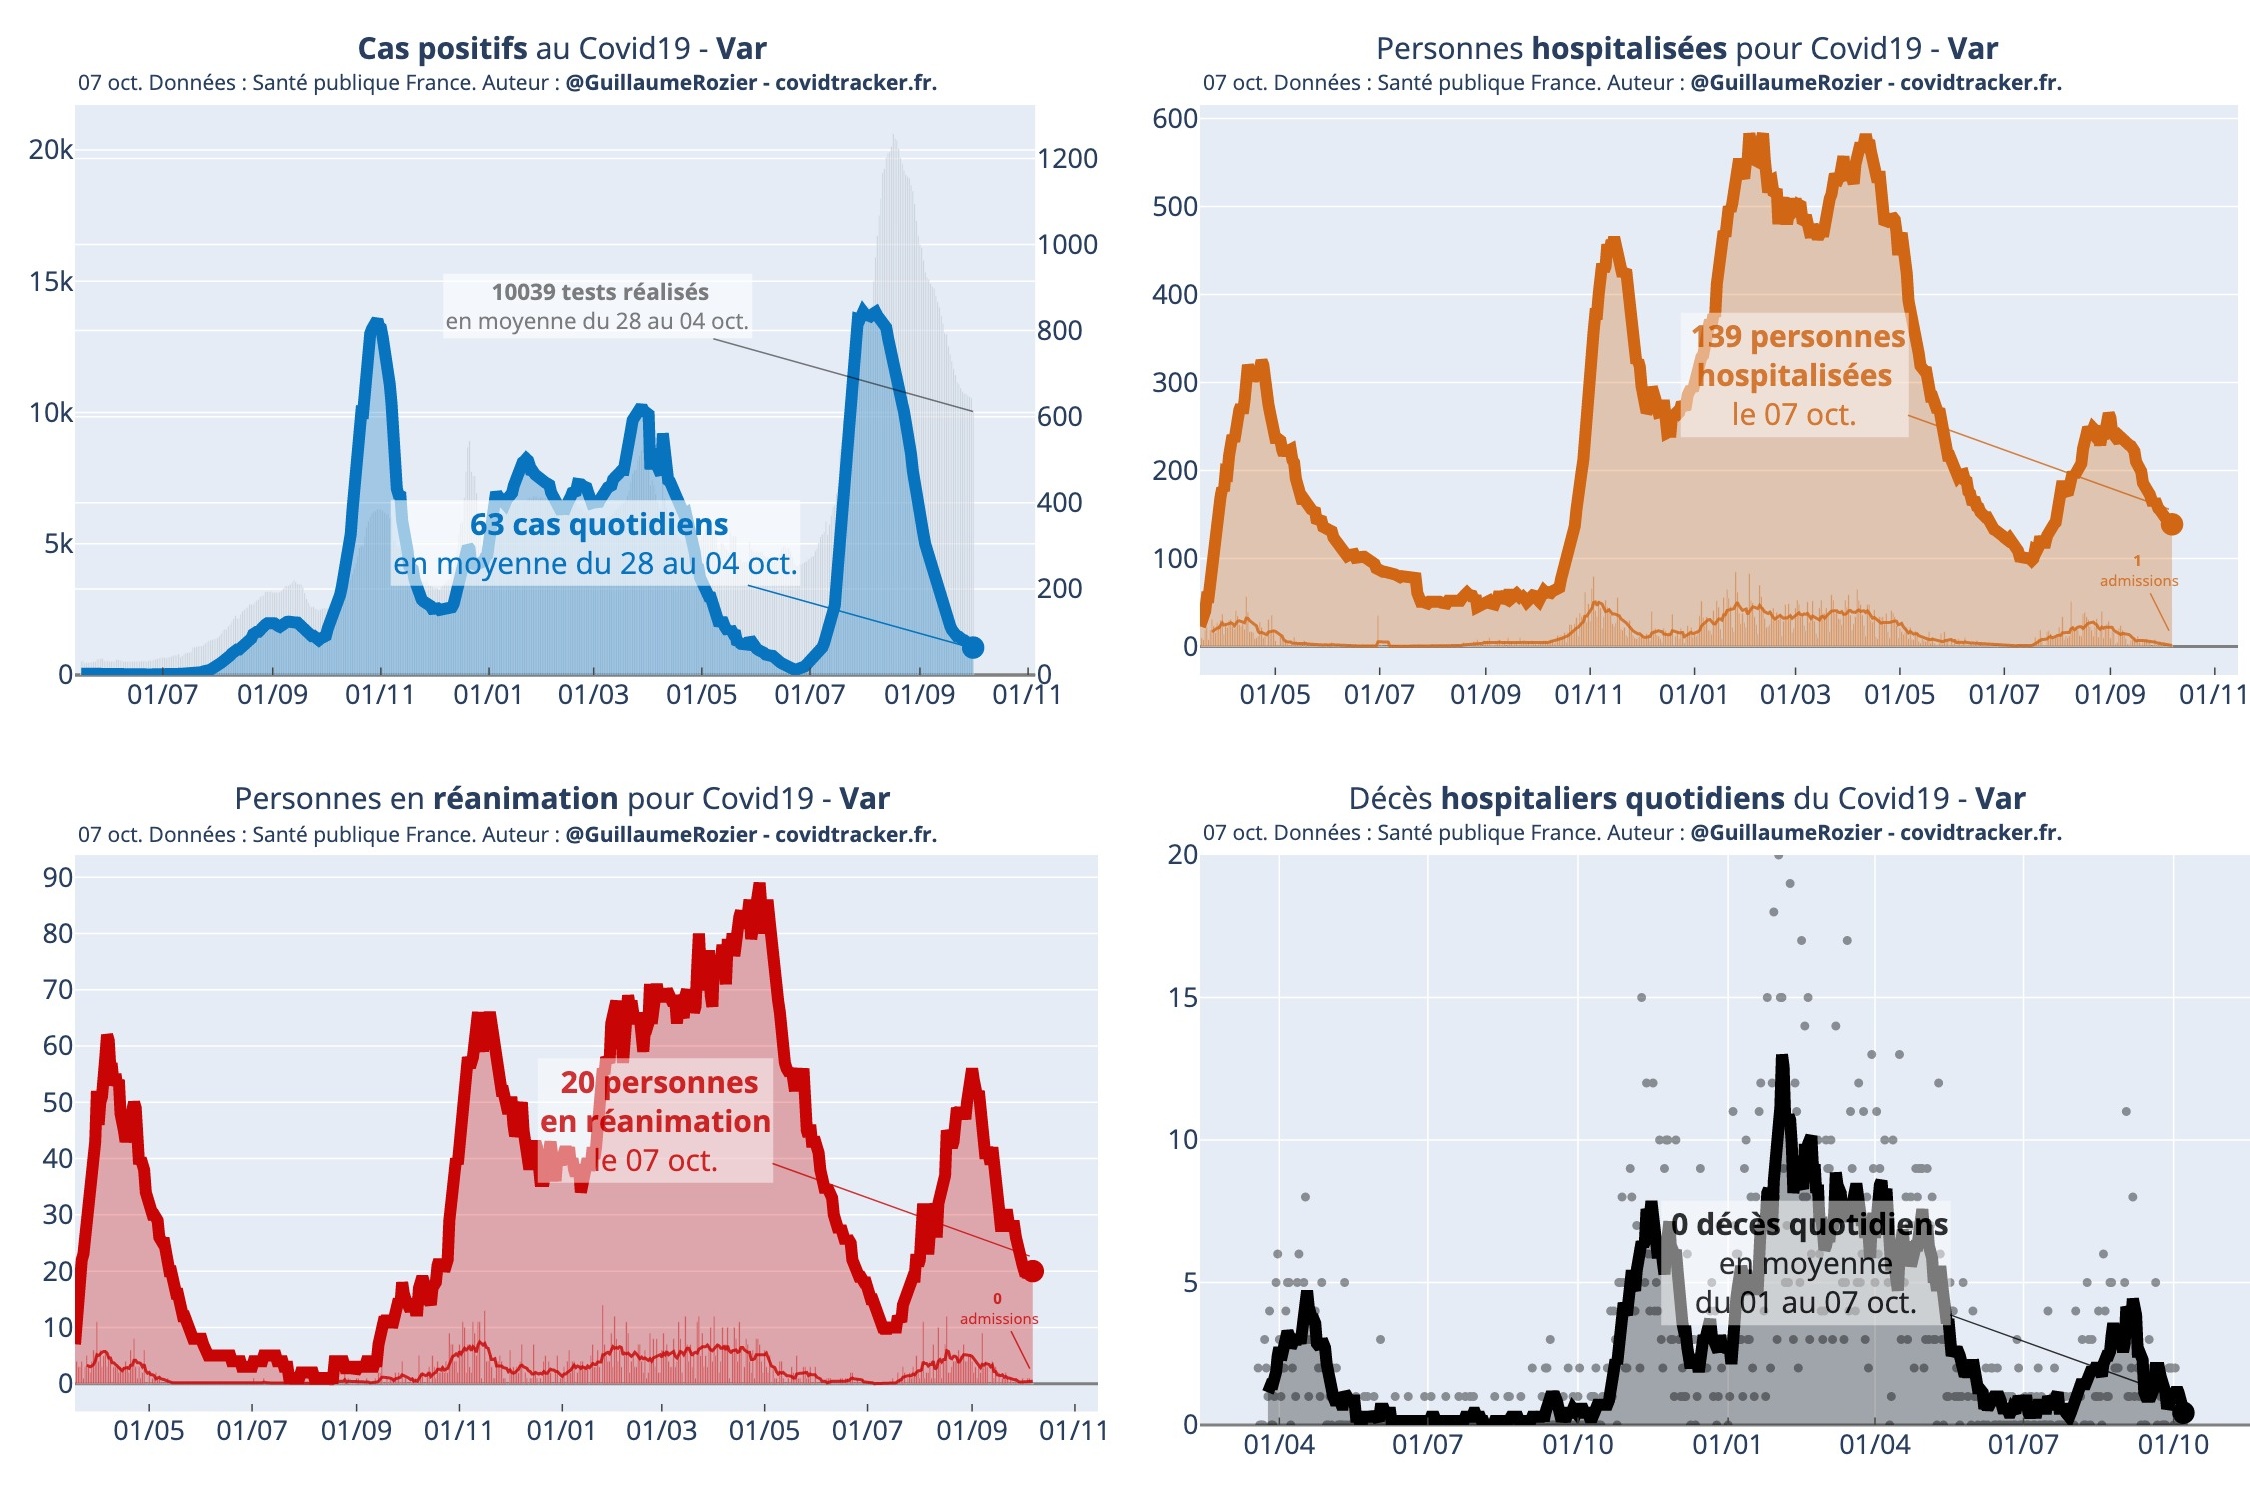 Cas positifs au Covid19 - Var
07 oct. Données : Santé publique France. Auteur : @GuillaumeRozier - covidtracker.fr.
20k
15k
10k
5k
0
1200
1000
800
600
400
200
0
10039 tests réalisés
en moyenne du 28 au 04 oct.
63 cas quotidiens
en moyenne du 28 au 04 oct.
01/07 01/09 01/11 01/01 01/03 01/05 01/07 01/09 01/11
Personnes hospitalisées pour Covid19 - Var
07 oct. Données : Santé publique France. Auteur : @GuillaumeRozier - covidtracker.fr.
600
500
400
300
200
100
0
139 personnes
hospitalisées
le 07 oct.
1
admissions
01/05 01/07 01/09 01/11 01/01 01/03 01/05 01/07 01/09 01/11
Personnes en réanimation pour Covid19 - Var
07 oct. Données : Santé publique France. Auteur : @GuillaumeRozier - covidtracker.fr.
90
80
70
60
50
40
30
20
10
0
20 personnes
en réanimation
le 07 oct.
0
admissions
01/05 01/07 01/09 01/11 01/01 01/03 01/05 01/07 01/09 01/11
Décès hospitaliers quotidiens du Covid19 - Var
07 oct. Données : Santé publique France. Auteur : @GuillaumeRozier - covidtracker.fr.
20
15
10
5
0
0 décès quotidiens
en moyenne
du 01 au 07 oct.
01/04 01/07 01/10 01/01 01/04 01/07 01/10